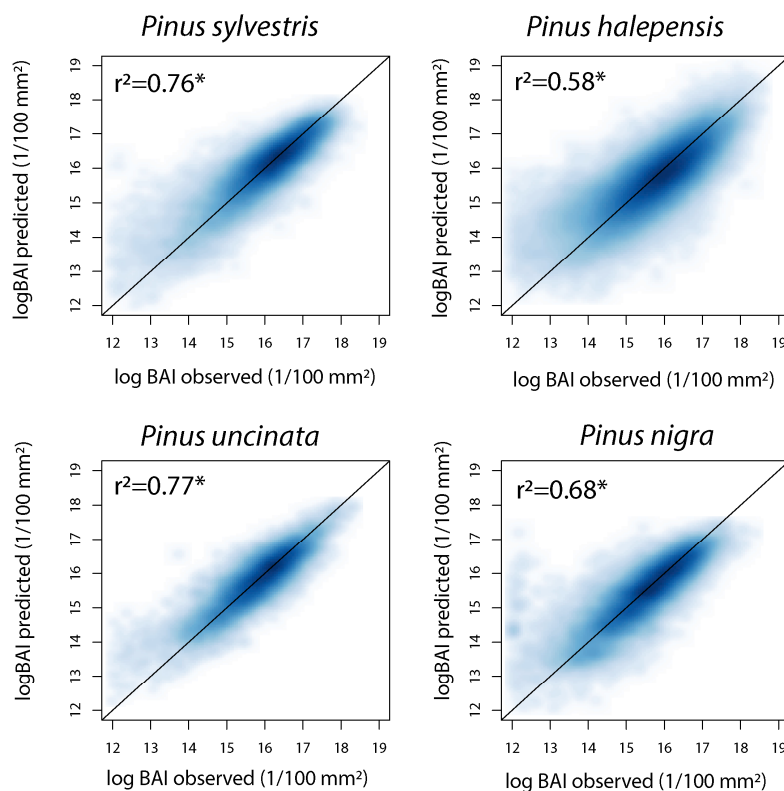 Pinus sylvestris
r²=0.76*
logBAI predicted (1/100 mm²)
19
18
17
16
15
14
13
12
12 13 14 15 16 17 18 19
log BAI observed (1/100 mm²)
Pinus halepensis
r²=0.58*
logBAI predicted (1/100 mm²)
19
18
17
16
15
14
13
12
12 13 14 15 16 17 18 19
log BAI observed (1/100 mm²)
Pinus uncinata
r²=0.77*
logBAI predicted (1/100 mm²)
19
18
17
16
15
14
13
12
12 13 14 15 16 17 18 19
log BAI observed (1/100 mm²)
Pinus nigra
r²=0.68*
logBAI predicted (1/100 mm²)
19
18
17
16
15
14
13
12
12 13 14 15 16 17 18 19
log BAI observed (1/100 mm²)